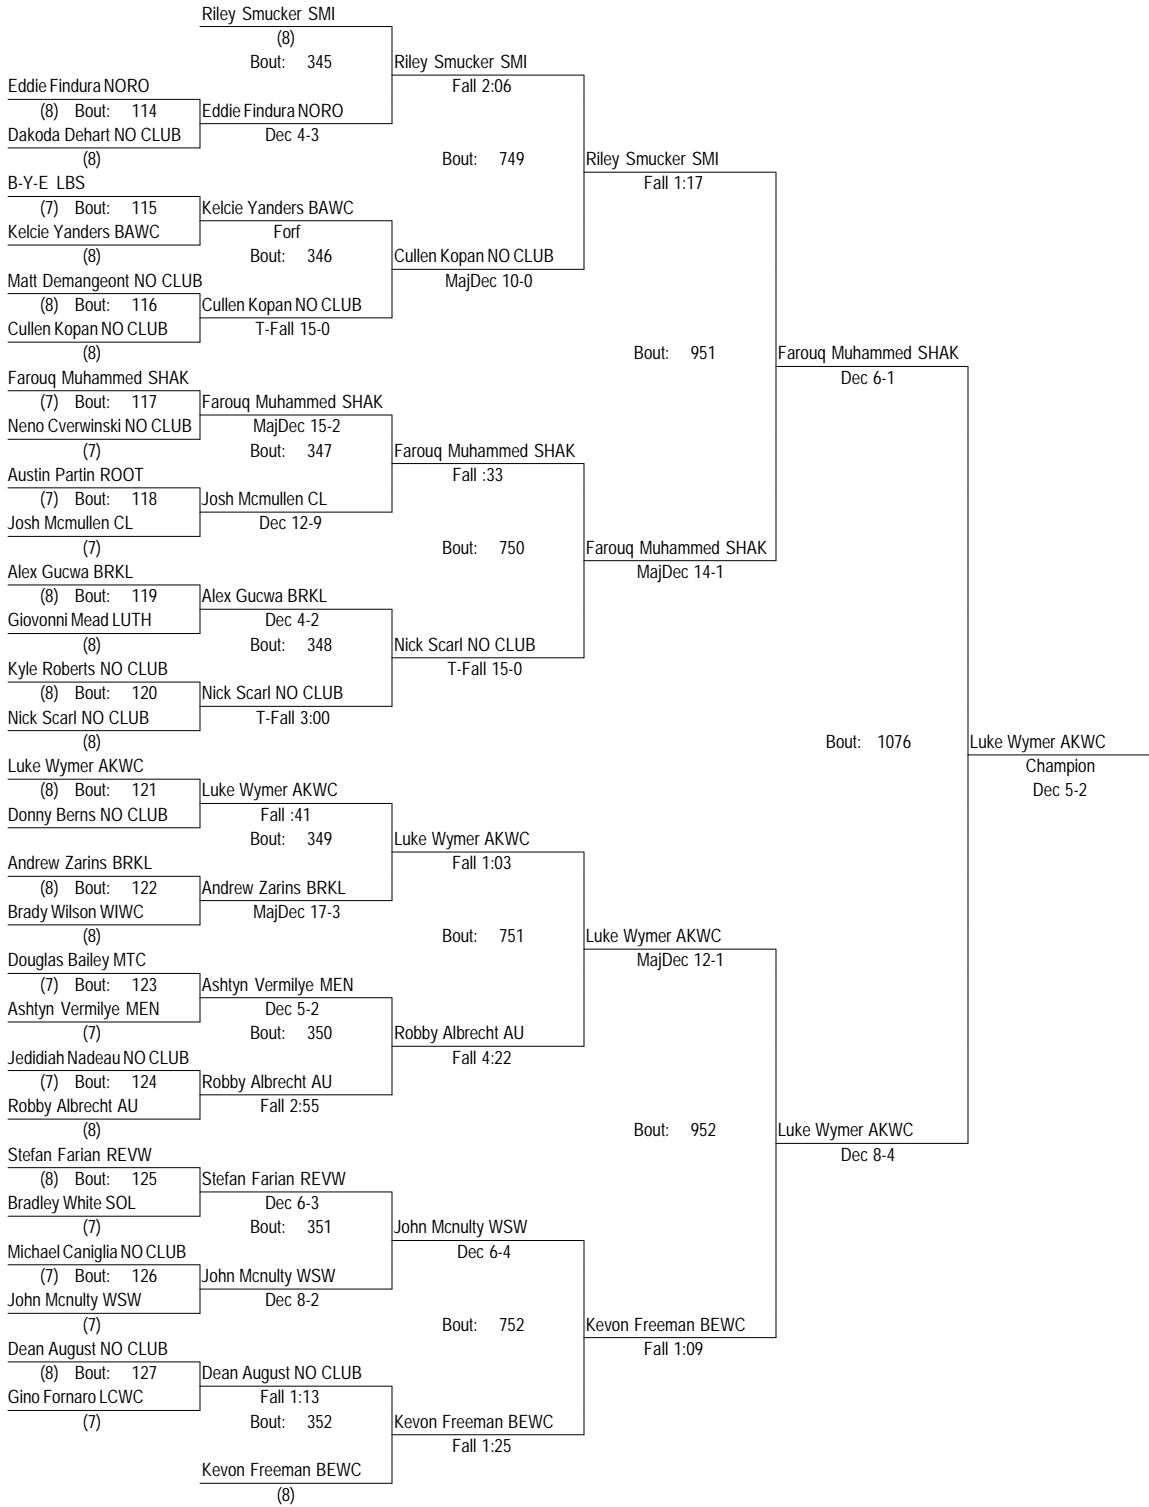 Riley Smucker SMI
(8)
Bout: 345
Riley Smucker SMI
Fall 2:06
Eddie Findura NORO
(8) Bout: 114
Eddie Findura NORO
Dakoda Dehart NO CLUB
Dec 4-3
(8)
Bout: 749
Riley Smucker SMI
Fall 1:17
B-Y-E LBS
(7) Bout: 115
Kelcie Yanders BAWC
Kelcie Yanders BAWC
Forf
(8)
Bout: 346
Cullen Kopan NO CLUB
MajDec 10-0
Matt Demangeont NO CLUB
(8) Bout: 116
Cullen Kopan NO CLUB
Cullen Kopan NO CLUB
T-Fall 15-0
(8)
Bout: 951
Farouq Muhammed SHAK
Dec 6-1
Farouq Muhammed SHAK
(7) Bout: 117
Farouq Muhammed SHAK
Neno Cverwinski NO CLUB
MajDec 15-2
(7)
Bout: 347
Farouq Muhammed SHAK
Fall :33
Austin Partin ROOT
(7) Bout: 118
Josh Mcmullen CL
Josh Mcmullen CL
Dec 12-9
(7)
Bout: 750
Farouq Muhammed SHAK
MajDec 14-1
Alex Gucwa BRKL
(8) Bout: 119
Alex Gucwa BRKL
Giovonni Mead LUTH
Dec 4-2
(8)
Bout: 348
Nick Scarl NO CLUB
T-Fall 15-0
Kyle Roberts NO CLUB
(8) Bout: 120
Nick Scarl NO CLUB
Nick Scarl NO CLUB
T-Fall 3:00
(8)
Bout: 1076
Luke Wymer AKWC
Champion
Dec 5-2
Luke Wymer AKWC
(8) Bout: 121
Luke Wymer AKWC
Donny Berns NO CLUB
Fall :41
Bout: 349
Luke Wymer AKWC
Fall 1:03
Andrew Zarins BRKL
(8) Bout: 122
Andrew Zarins BRKL
Brady Wilson WIWC
MajDec 17-3
(8)
Bout: 751
Luke Wymer AKWC
MajDec 12-1
Douglas Bailey MTC
(7) Bout: 123
Ashtyn Vermilye MEN
Ashtyn Vermilye MEN
Dec 5-2
(7)
Bout: 350
Robby Albrecht AU
Fall 4:22
Jedidiah Nadeau NO CLUB
(7) Bout: 124
Robby Albrecht AU
Robby Albrecht AU
Fall 2:55
(8)
Bout: 952
Luke Wymer AKWC
Dec 8-4
Stefan Farian REVW
(8) Bout: 125
Stefan Farian REVW
Bradley White SOL
Dec 6-3
(7)
Bout: 351
John Mcnulty WSW
Dec 6-4
Michael Caniglia NO CLUB
(7) Bout: 126
John Mcnulty WSW
John Mcnulty WSW
Dec 8-2
(7)
Bout: 752
Kevon Freeman BEWC
Fall 1:09
Dean August NO CLUB
(8) Bout: 127
Dean August NO CLUB
Gino Fornaro LCWC
Fall 1:13
(7)
Bout: 352
Kevon Freeman BEWC
Fall 1:25
Kevon Freeman BEWC
(8)